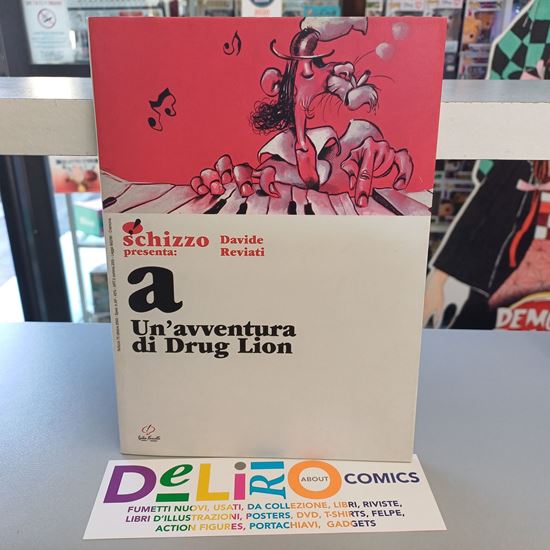 schizzo
presenta:
Davide
Reviati
a
Un'avventura
di Drug Lion
DELIRIO
ABOUT
COMICS
FUMETTI NUOVI, USATI, DA COLLEZIONE, LIBRI, RIVISTE,
LIBRI D'ILLUSTRAZIONI, POSTERS, DVD, T-SHIRTS, FELPE,
ACTION FIGURES, PORTACHIAVI, GADGETS
DEMO